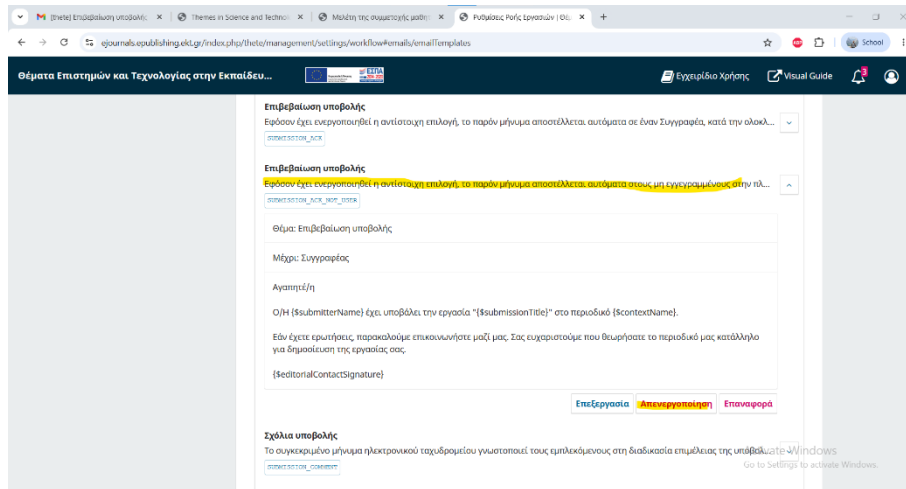 [thete] Επιβεβαίωση υποβολής
Themes in Science and Techno
Μελέτη της συμμετοχής μαθη
Ρυθμίσεις Ροής Εργασιών | Θέ
ejournals.epublishing.ekt.gr/index.php/thete/management/settings/workflow#emails/emailTemplates
School
Θέματα Επιστημών και Τεχνολογίας στην Εκπαίδευ...
ΕΣΠΑ
Εγχειρίδιο Χρήσης
Visual Guide
3
Επιβεβαίωση υποβολής
Εφόσον έχει ενεργοποιηθεί η αντίστοιχη επιλογή, το παρόν μήνυμα αποστέλλεται αυτόματα σε έναν Συγγραφέα, κατά την ολοκλ...
SUBMISSION_ACK
Επιβεβαίωση υποβολής
Εφόσον έχει ενεργοποιηθεί η αντίστοιχη επιλογή, το παρόν μήνυμα αποστέλλεται αυτόματα στους μη εγγεγραμμένους στην πλ...
SUBMISSION_ACK_NOT_USER
Θέμα: Επιβεβαίωση υποβολής
Μέχρι: Συγγραφέας
Αγαπητέ/η
Ο/Η {$submitterName} έχει υποβάλει την εργασία "{$submissionTitle}" στο περιοδικό {$contextName}.
Εάν έχετε ερωτήσεις, παρακαλούμε επικοινωνήστε μαζί μας. Σας ευχαριστούμε που θεωρήσατε το περιοδικό μας κατάλληλο
για δημοσίευση της εργασίας σας.
{$editorialContactSignature}
Επεξεργασία Απενεργοποίηση Επαναφορά
Σχόλια υποβολής
Το συγκεκριμένο μήνυμα ηλεκτρονικού ταχυδρομείου γνωστοποιεί τους εμπλεκόμενους στη διαδικασία επιμέλειας της υποβολ...
SUBMISSION_COMMENT
Activate Windows
Go to Settings to activate Windows.